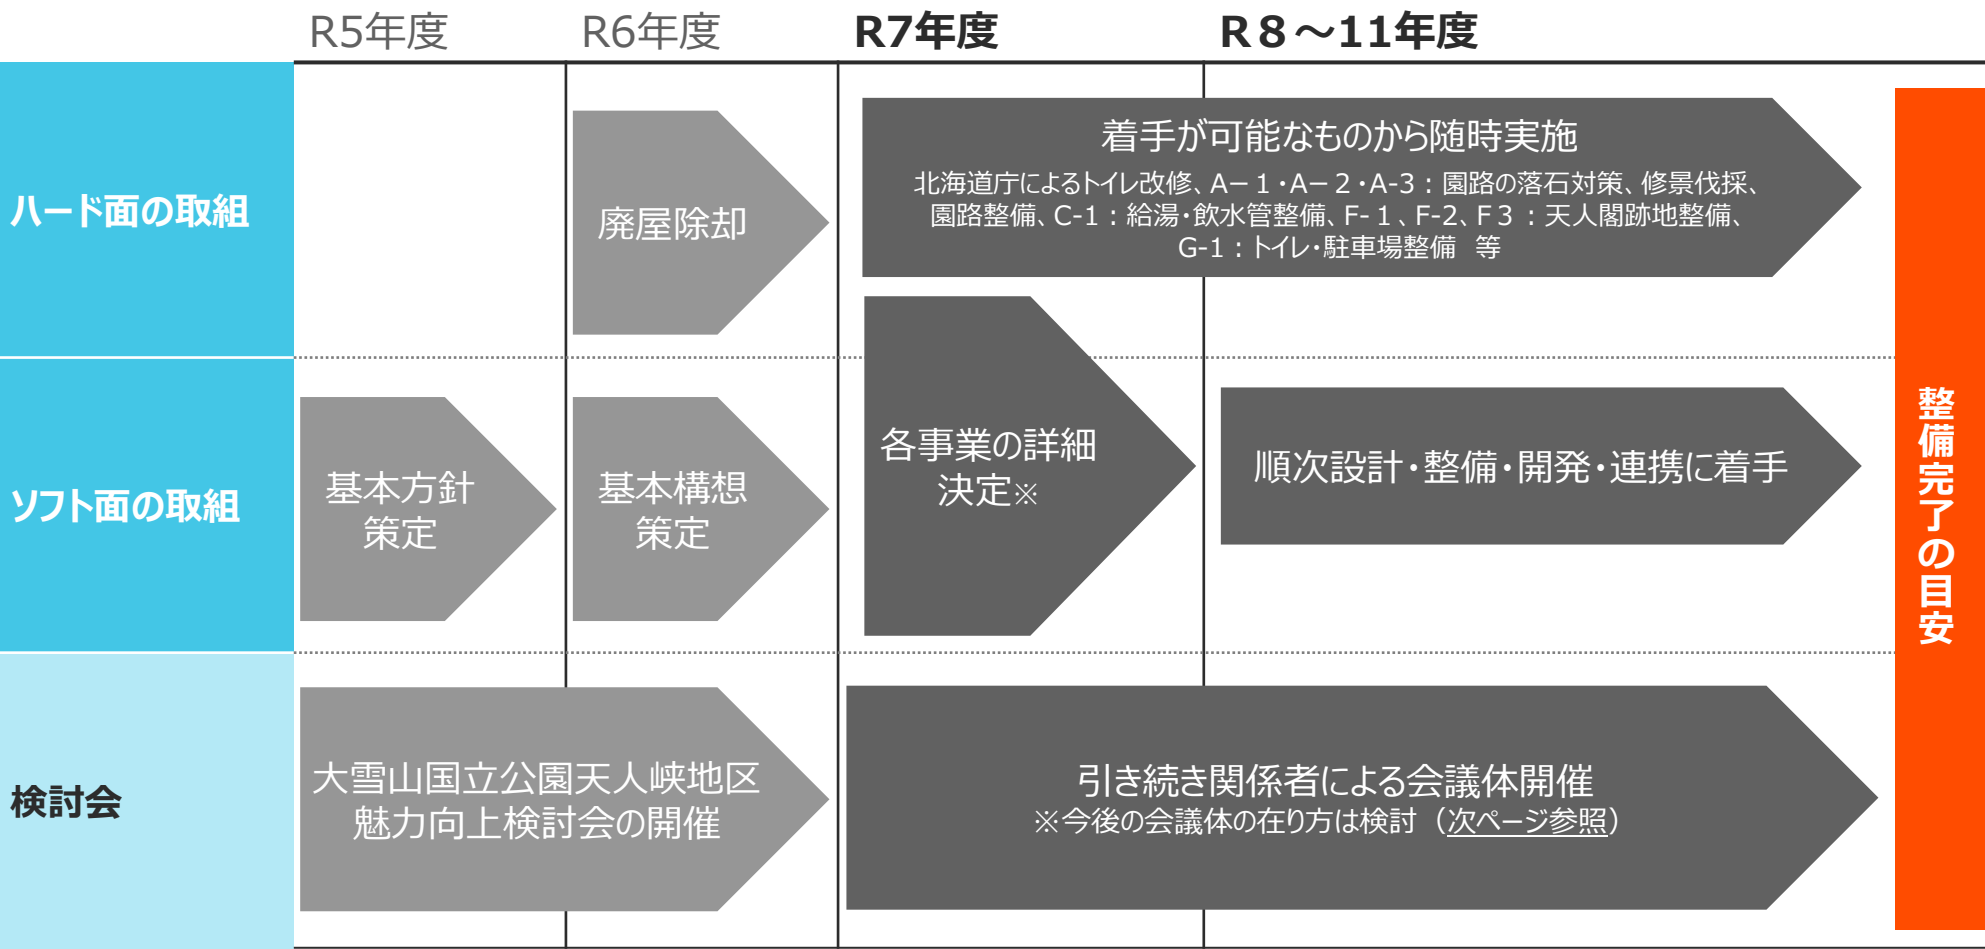 R5年度
R6年度
R7年度
R8～11年度
ハード面の取組
廃屋除却
着手が可能なものから随時実施
北海道庁によるトイレ改修、A－1・A－2・A-3：園路の落石対策、修景伐採、
園路整備、C-1：給湯・飲水管整備、F-1、F-2、F3：天人閣跡地整備、
G-1：トイレ・駐車場整備　等
ソフト面の取組
基本方針
策定
基本構想
策定
各事業の詳細
決定※
順次設計・整備・開発・連携に着手
検討会
大雪山国立公園天人峡地区
魅力向上検討会の開催
引き続き関係者による会議体開催
※今後の会議体の在り方は検討（次ページ参照）
整備完了の目安